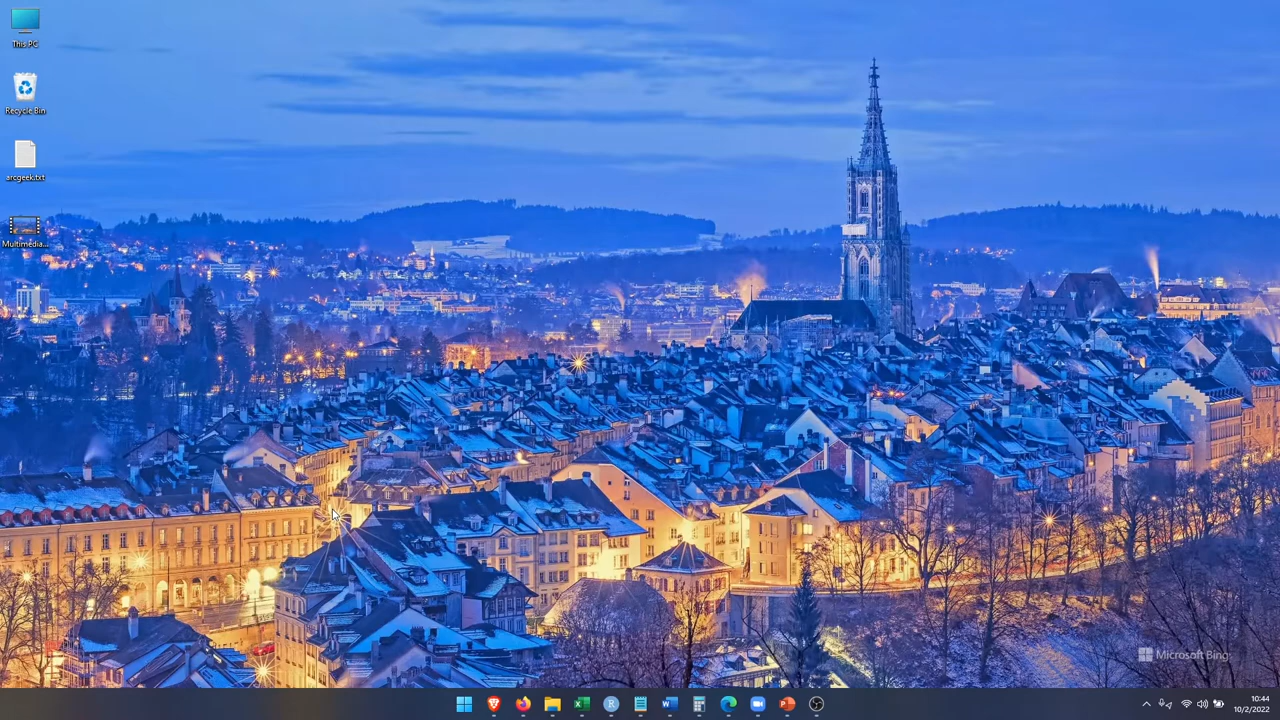 This PC
Recycle Bin
arcgeek.txt
Multimedia...
Microsoft Bing
10:44
10/2/2022